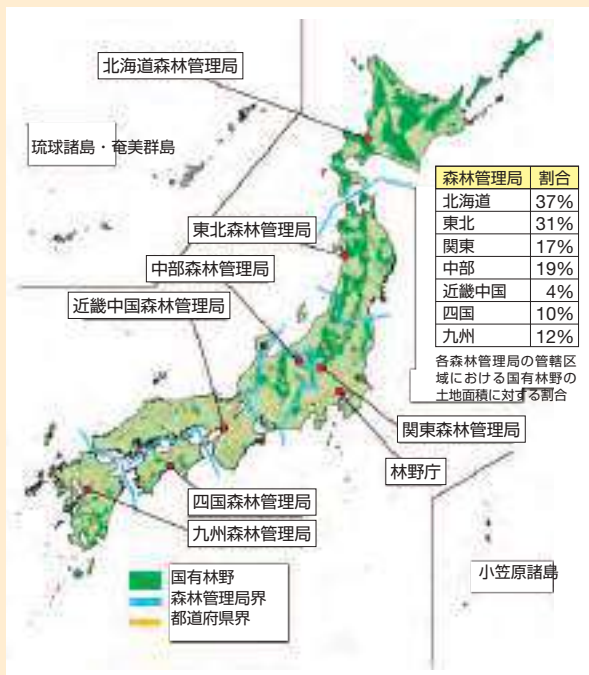 北海道森林管理局
琉球諸島・奄美群島
東北森林管理局
中部森林管理局
近畿中国森林管理局
森林管理局 割合
北海道 37%
東北 31%
関東 17%
中部 19%
近畿中国 4%
四国 10%
九州 12%
各森林管理局の管轄区
域における国有林野の
土地面積に対する割合
関東森林管理局
林野庁
四国森林管理局
九州森林管理局
小笠原諸島
国有林野
森林管理局界
都道府県界